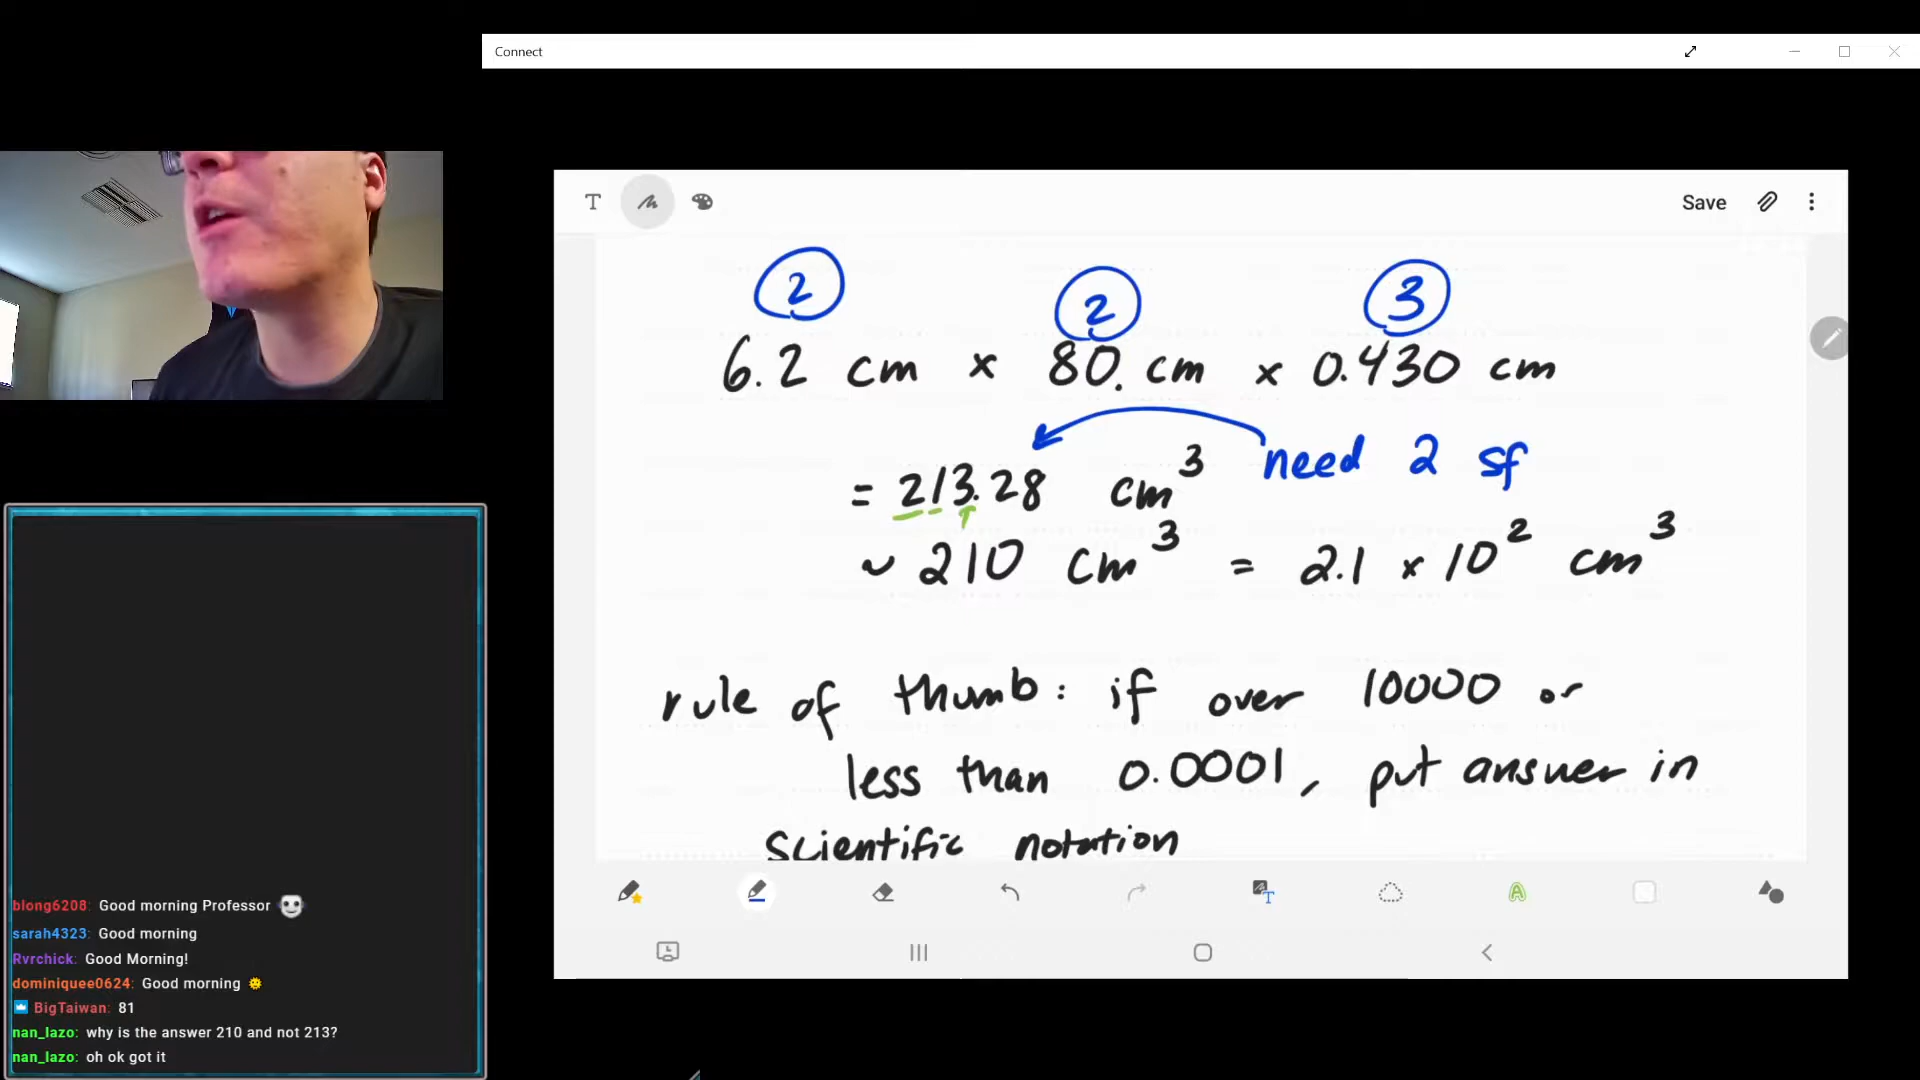 Connect
T
Save
2 2 3
6.2 cm x 80. cm x 0.430 cm
need 2 sf
= 213.28 cm³
~ 210 cm³ = 2.1 x 10² cm³
rule of thumb: if over 10000 or
less than 0.0001, put answer in
scientific notation
T
A
blong6208: Good morning Professor
sarah4323: Good morning
Rvrchick: Good Morning!
dominiquee0624: Good morning
BigTaiwan: 81
nan_lazo: why is the answer 210 and not 213?
nan_lazo: oh ok got it